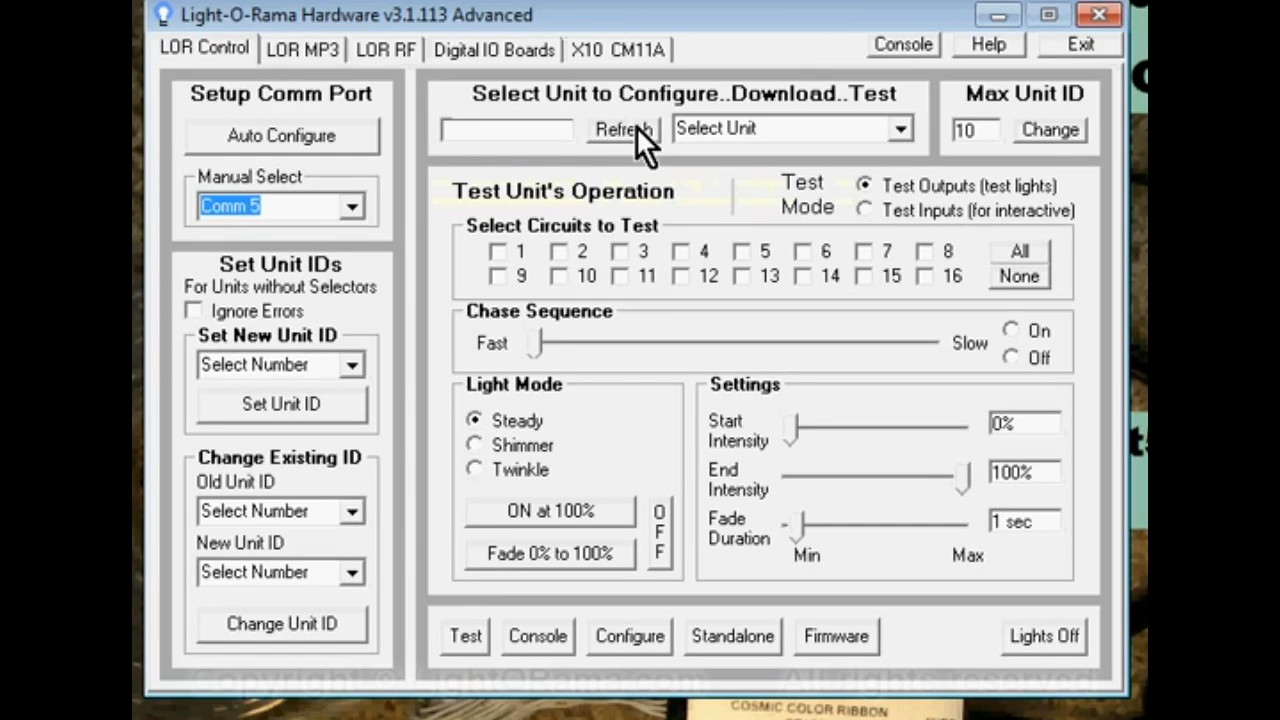 Light-O-Rama Hardware v3.1.113 Advanced
LOR Control LOR MP3 LOR RF Digital IO Boards X10 CM11A Console Help Exit
Setup Comm Port
Auto Configure
Manual Select
Comm 5
Set Unit IDs
For Units without Selectors
Ignore Errors
Set New Unit ID
Select Number
Set Unit ID
Change Existing ID
Old Unit ID
Select Number
New Unit ID
Select Number
Change Unit ID
Select Unit to Configure..Download..Test
Refresh Select Unit
Max Unit ID
10 Change
Test Unit's Operation
Test Mode
Test Outputs (test lights)
Test Inputs (for interactive)
Select Circuits to Test
1 2 3 4 5 6 7 8 All
9 10 11 12 13 14 15 16 None
Chase Sequence
Fast Slow On
Off
Light Mode
Steady
Shimmer
Twinkle
ON at 100%
Fade 0% to 100%
OFF
Settings
Start Intensity 0%
End Intensity 100%
Fade Duration 1 sec
Min Max
Test Console Configure Standalone Firmware Lights Off
Copyright © LightORama.com All rights reserved
COSMIC COLOR RIBBON